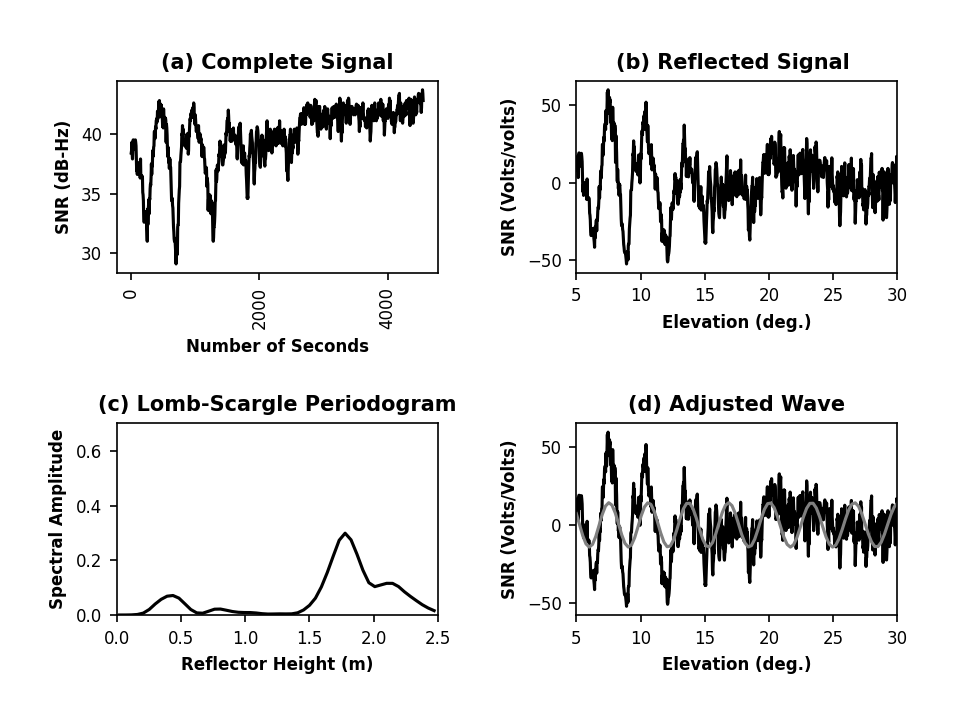 (a) Complete Signal
SNR (dB-Hz)
40
35
30
0
2000
4000
Number of Seconds
(b) Reflected Signal
SNR (Volts/volts)
50
0
−50
5 10 15 20 25 30
Elevation (deg.)
(c) Lomb-Scargle Periodogram
Spectral Amplitude
0.6
0.4
0.2
0.0
0.0 0.5 1.0 1.5 2.0 2.5
Reflector Height (m)
(d) Adjusted Wave
SNR (Volts/Volts)
50
0
−50
5 10 15 20 25 30
Elevation (deg.)